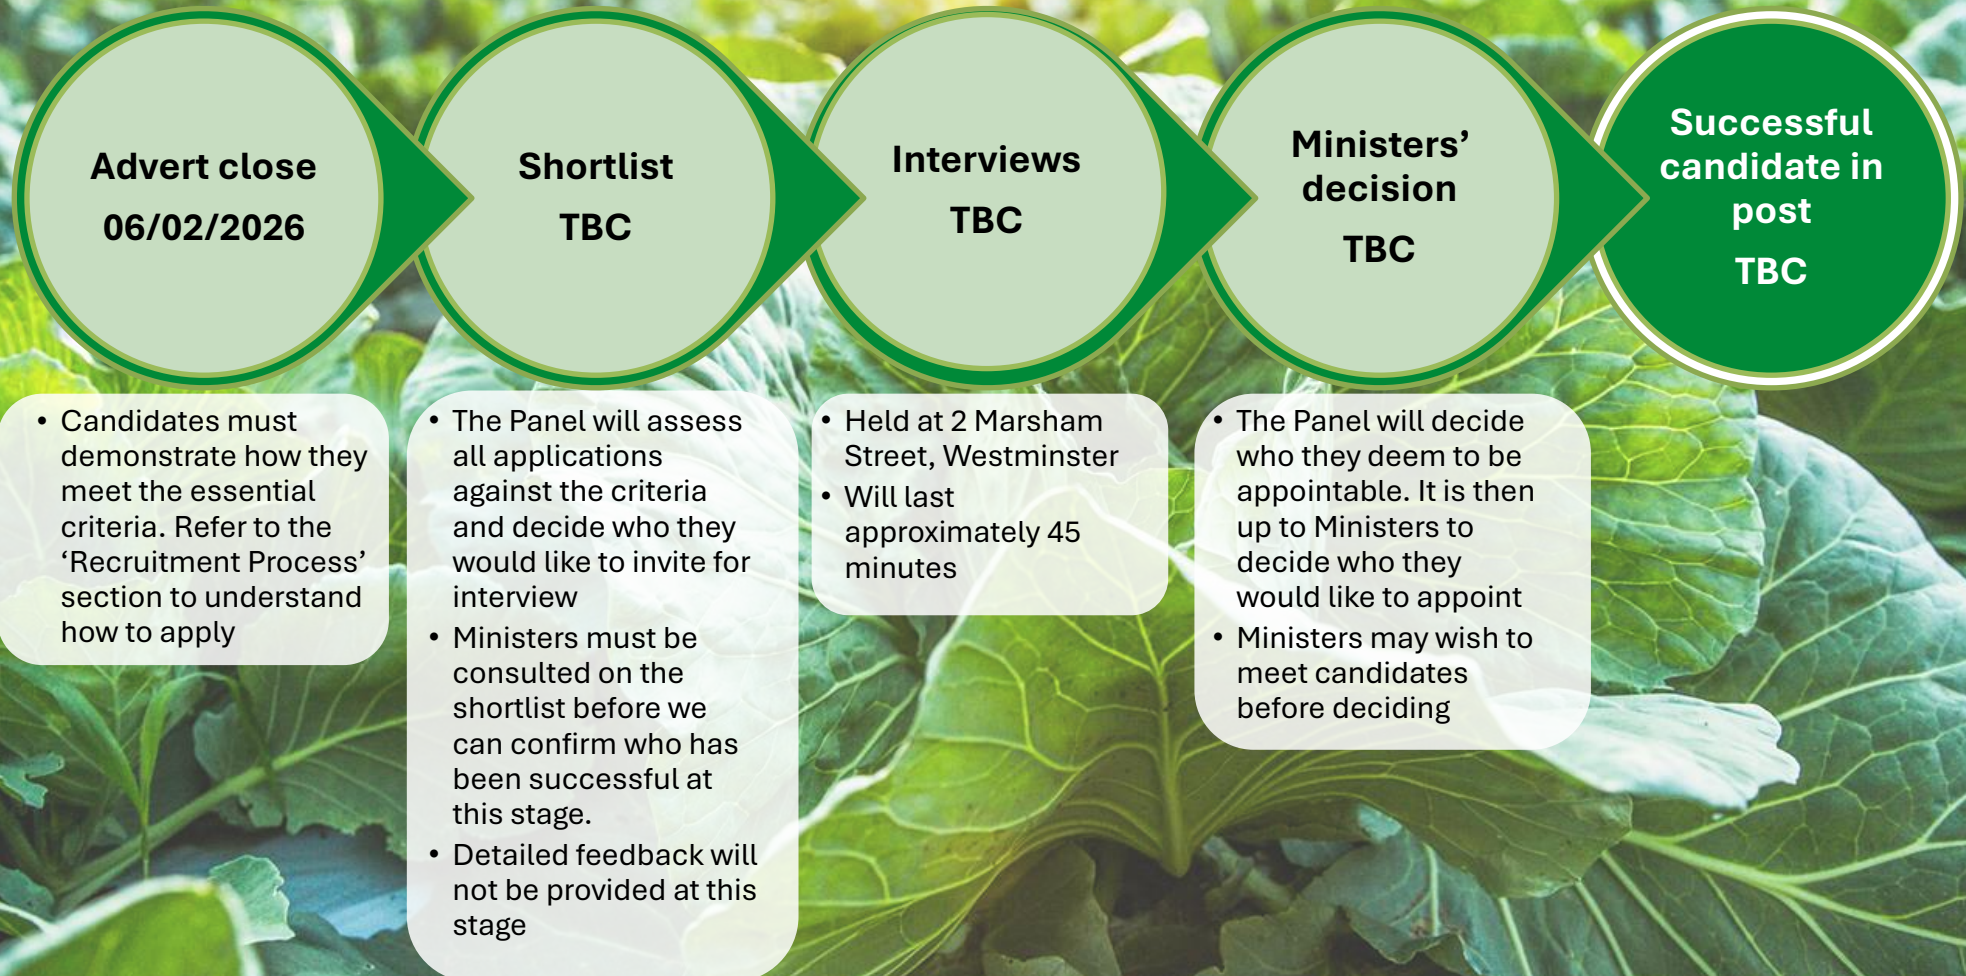 Advert close
06/02/2026
Shortlist
TBC
Interviews
TBC
Ministers’
decision
TBC
Successful
candidate in
post
TBC
• Candidates must
demonstrate how they
meet the essential
criteria. Refer to the
‘Recruitment Process’
section to understand
how to apply
• The Panel will assess
all applications
against the criteria
and decide who they
would like to invite for
interview
• Ministers must be
consulted on the
shortlist before we
can confirm who has
been successful at
this stage.
• Detailed feedback will
not be provided at this
stage
• Held at 2 Marsham
Street, Westminster
• Will last
approximately 45
minutes
• The Panel will decide
who they deem to be
appointable. It is then
up to Ministers to
decide who they
would like to appoint
• Ministers may wish to
meet candidates
before deciding